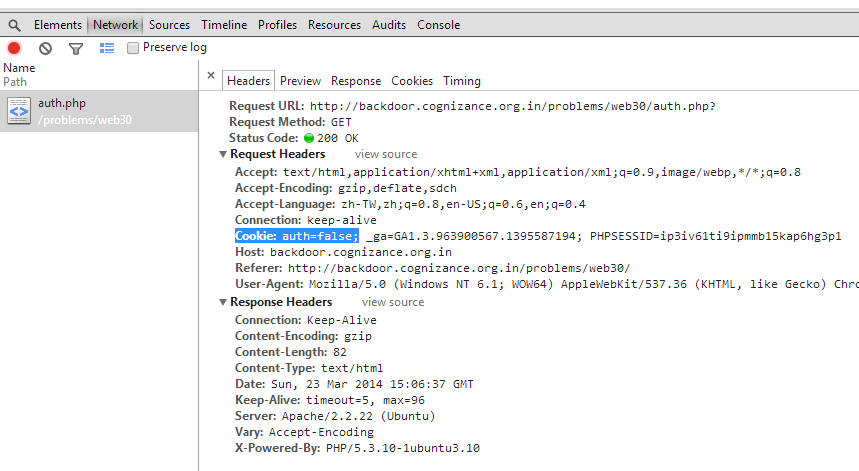 Elements Network Sources Timeline Profiles Resources Audits Console
Preserve log
Name
Path
× Headers Preview Response Cookies Timing
auth.php
/problems/web30
Request URL: http://backdoor.cognizance.org.in/problems/web30/auth.php?
Request Method: GET
Status Code: 200 OK
Request Headers view source
Accept: text/html,application/xhtml+xml,application/xml;q=0.9,image/webp,*/*;q=0.8
Accept-Encoding: gzip,deflate,sdch
Accept-Language: zh-TW,zh;q=0.8,en-US;q=0.6,en;q=0.4
Connection: keep-alive
Cookie: auth=false; _ga=GA1.3.963900567.1395587194; PHPSESSID=ip3iv61ti9ipmmb15kap6hg3p1
Host: backdoor.cognizance.org.in
Referer: http://backdoor.cognizance.org.in/problems/web30/
User-Agent: Mozilla/5.0 (Windows NT 6.1; WOW64) AppleWebKit/537.36 (KHTML, like Gecko) Chro
Response Headers view source
Connection: Keep-Alive
Content-Encoding: gzip
Content-Length: 82
Content-Type: text/html
Date: Sun, 23 Mar 2014 15:06:37 GMT
Keep-Alive: timeout=5, max=96
Server: Apache/2.2.22 (Ubuntu)
Vary: Accept-Encoding
X-Powered-By: PHP/5.3.10-1ubuntu3.10